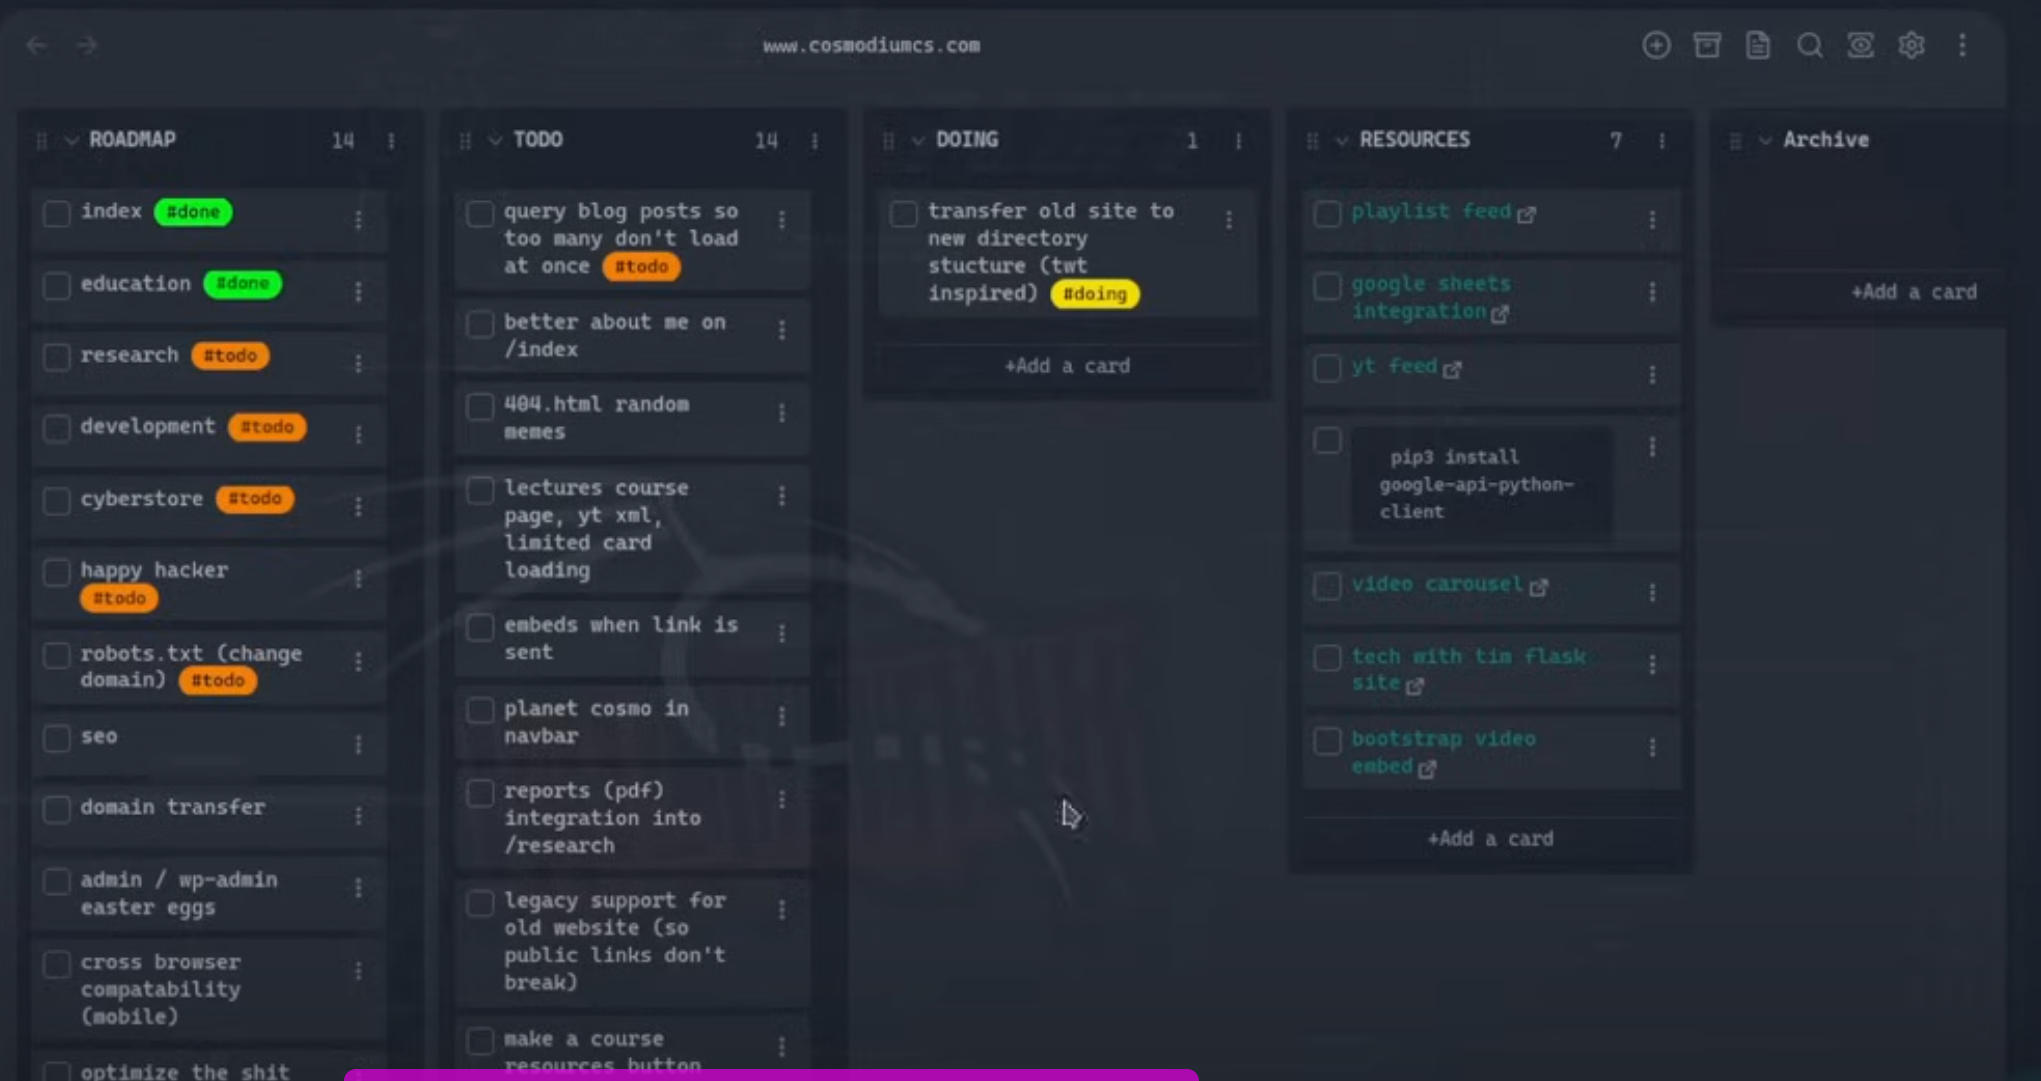 www.cosmodiumcs.com
ROADMAP 14
index #done
education #done
research #todo
development #todo
cyberstore #todo
happy hacker
#todo
robots.txt (change
domain) #todo
seo
domain transfer
admin / wp-admin
easter eggs
cross browser
compatability
(mobile)
optimize the shit
TODO 14
query blog posts so
too many don't load
at once #todo
better about me on
/index
404.html random
memes
lectures course
page, yt xml,
limited card
loading
embeds when link is
sent
planet cosmo in
navbar
reports (pdf)
integration into
/research
legacy support for
old website (so
public links don't
break)
make a course
resources button
DOING 1
transfer old site to
new directory
stucture (twt
inspired) #doing
+Add a card
RESOURCES 7
playlist feed
google sheets
integration
yt feed
pip3 install
google-api-python-
client
video carousel
tech with tim flask
site
bootstrap video
embed
+Add a card
Archive
+Add a card